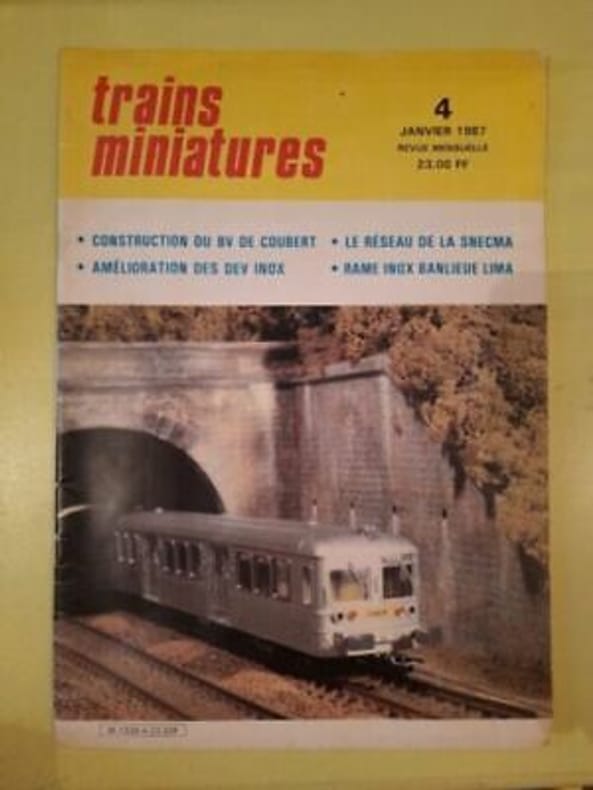 trains
miniatures
4
JANVIER 1987
REVUE MENSUELLE
23.00 FF
• CONSTRUCTION DU BV DE COUBERT
• LE RÉSEAU DE LA SNECMA
• AMÉLIORATION DES DEV INOX
• RAME INOX BANLIEUE LIMA